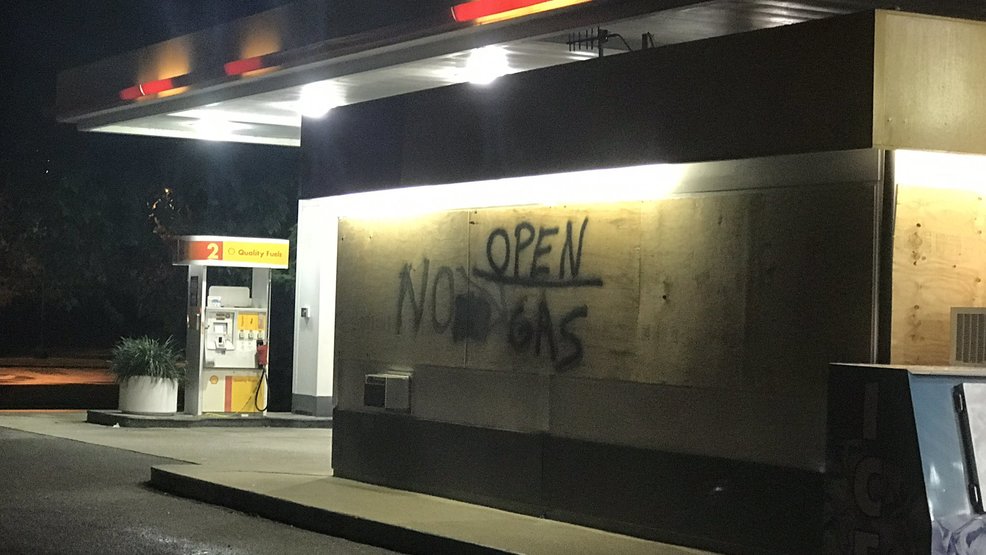 2 Quality Fuels
OPEN
NO GAS